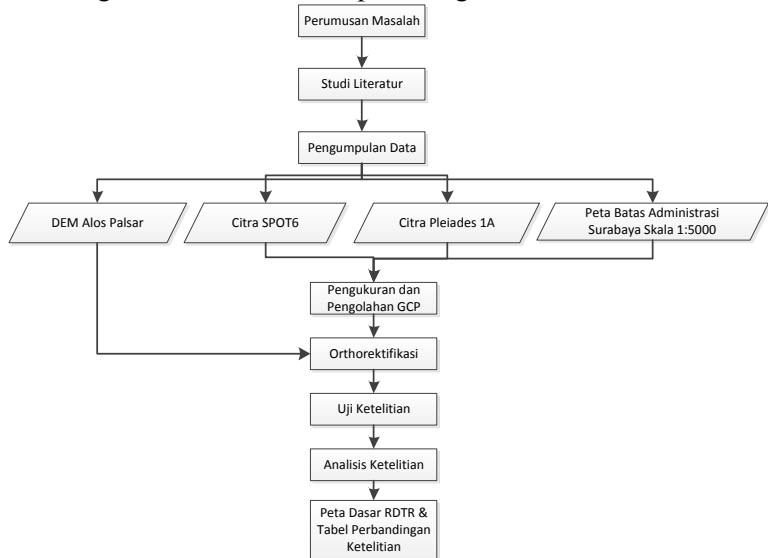 Perumusan Masalah
Studi Literatur
Pengumpulan Data
DEM Alos Palsar
Citra SPOT6
Citra Pleiades 1A
Peta Batas Administrasi
Surabaya Skala 1:5000
Pengukuran dan
Pengolahan GCP
Orthorektifikasi
Uji Ketelitian
Analisis Ketelitian
Peta Dasar RDTR &
Tabel Perbandingan
Ketelitian